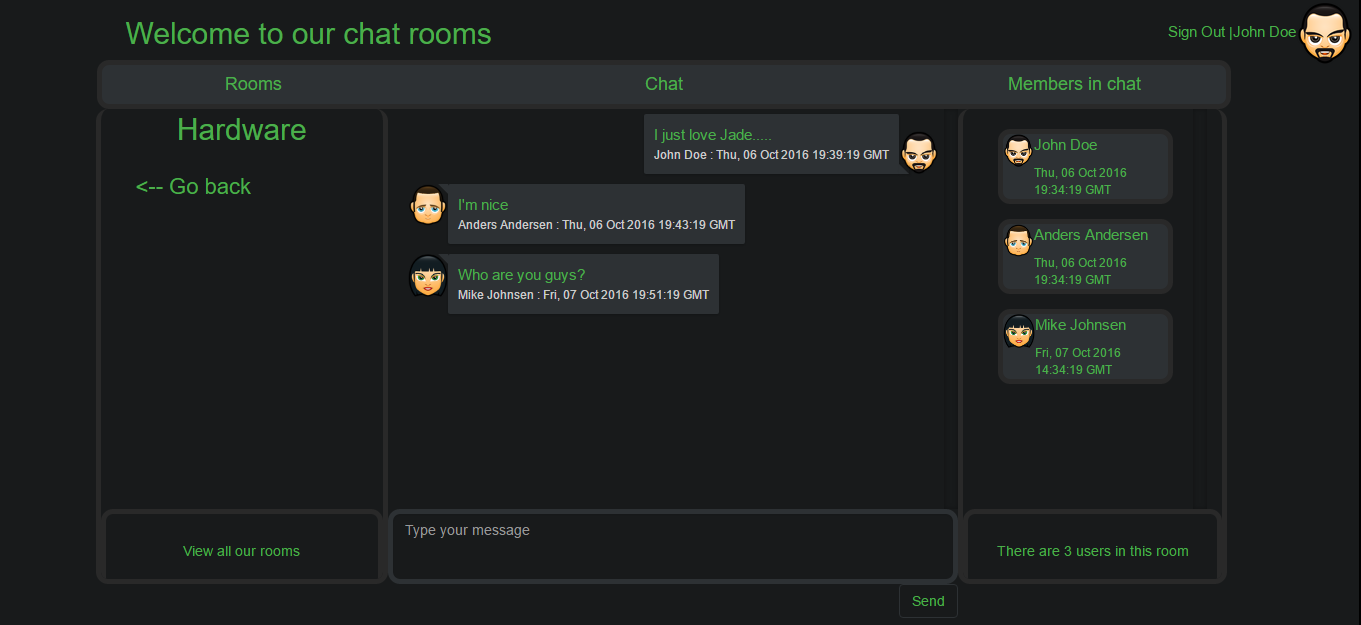 Welcome to our chat rooms
Sign Out |John Doe
Rooms
Chat
Members in chat
Hardware
<-- Go back
View all our rooms
I just love Jade.....
John Doe : Thu, 06 Oct 2016 19:39:19 GMT
I'm nice
Anders Andersen : Thu, 06 Oct 2016 19:43:19 GMT
Who are you guys?
Mike Johnsen : Fri, 07 Oct 2016 19:51:19 GMT
Type your message
Send
John Doe
Thu, 06 Oct 2016
19:34:19 GMT
Anders Andersen
Thu, 06 Oct 2016
19:34:19 GMT
Mike Johnsen
Fri, 07 Oct 2016
14:34:19 GMT
There are 3 users in this room